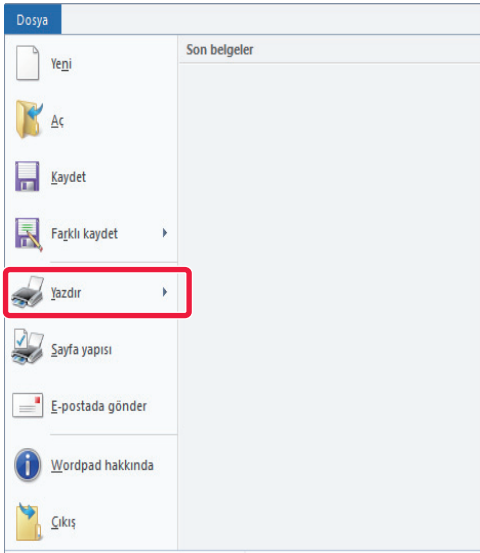 Dosya
Son belgeler
Yeni
Aç
Kaydet
Farklı kaydet
Yazdır
Sayfa yapısı
E-postada gönder
Wordpad hakkında
Çıkış